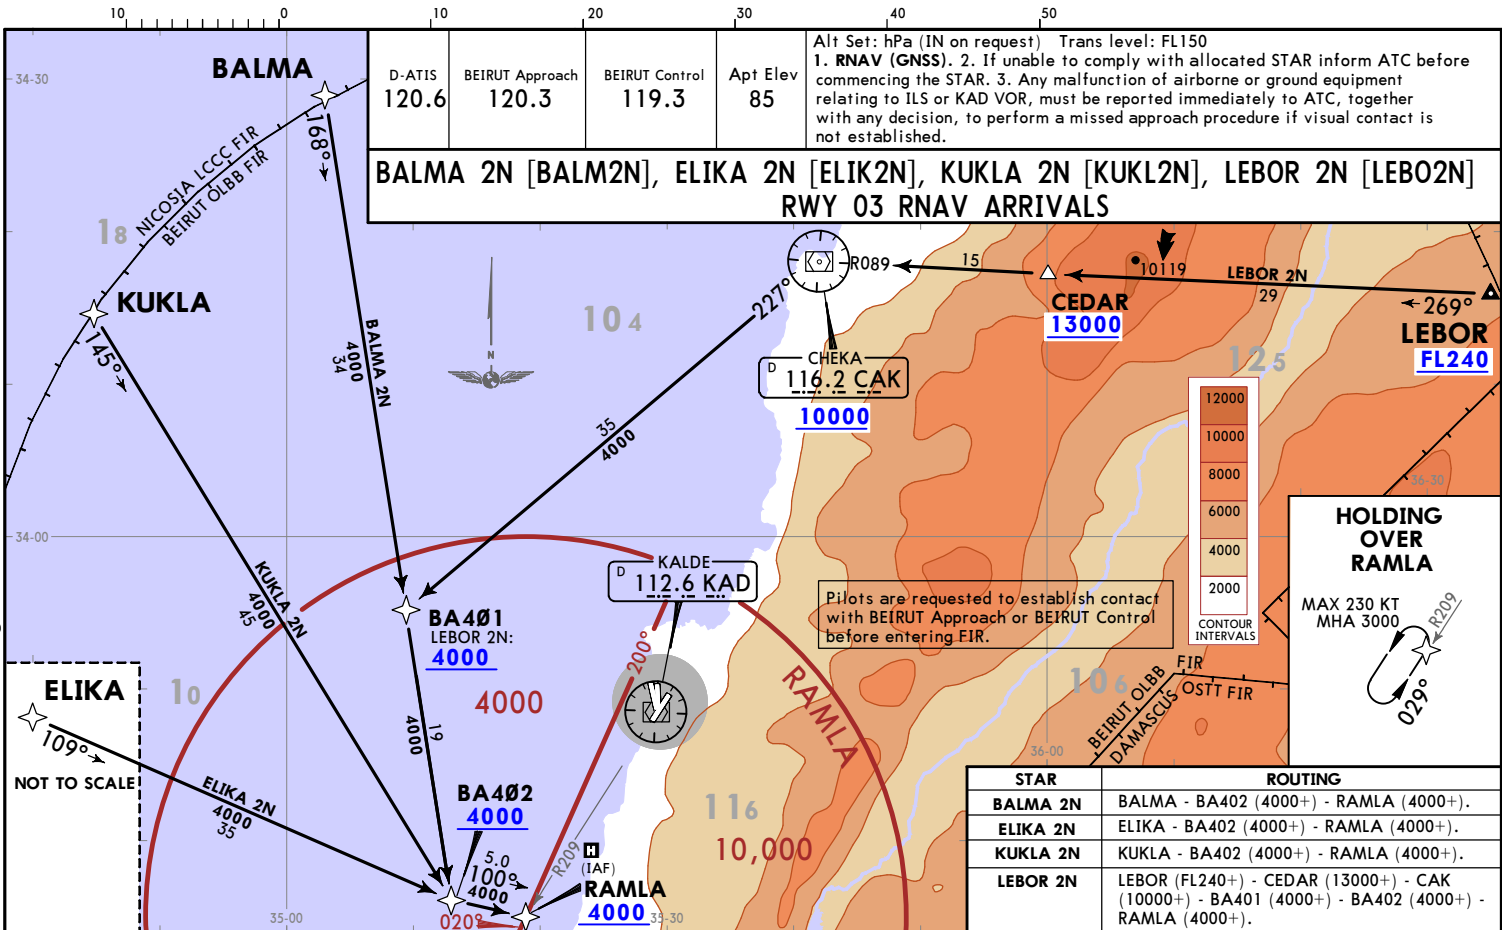 10 0 10 20 30 40 50
34-30
BALMA
D-ATIS
120.6
BEIRUT Approach
120.3
BEIRUT Control
119.3
Apt Elev
85
Alt Set: hPa (IN on request) Trans level: FL150
1. RNAV (GNSS). 2. If unable to comply with allocated STAR inform ATC before
commencing the STAR. 3. Any malfunction of airborne or ground equipment
relating to ILS or KAD VOR, must be reported immediately to ATC, together
with any decision, to perform a missed approach procedure if visual contact is
not established.
BALMA 2N [BALM2N], ELIKA 2N [ELIK2N], KUKLA 2N [KUKL2N], LEBOR 2N [LEBO2N]
RWY 03 RNAV ARRIVALS
168°
NICOSIA LCCC FIR
BEIRUT OLBB FIR
18
KUKLA
145°
BALMA 2N
4000
34
N
104
227°
R089
15
CEDAR
13000
10119
LEBOR 2N
29
269°
LEBOR
FL240
125
CHEKA
D 116.2 CAK
10000
35
4000
12000
10000
8000
6000
4000
2000
CONTOUR
INTERVALS
36-30
34-00
HOLDING
OVER
RAMLA
MAX 230 KT
MHA 3000
R209
029°
KALDE
D 112.6 KAD
Pilots are requested to establish contact
with BEIRUT Approach or BEIRUT Control
before entering FIR.
KUKLA 2N
4000
45
BA4Ø1
LEBOR 2N:
4000
200°
4000
RAMLA
106
BEIRUT OLBB FIR
DAMASCUS OSTT FIR
36-00
ELIKA
109°
NOT TO SCALE
10
19
4000
ELIKA 2N
4000
35
BA4Ø2
4000
5.0
100°
4000
R209
H
(IAF)
RAMLA
4000
116
10,000
35-00
020°
35-30
STAR ROUTING
BALMA 2N BALMA - BA402 (4000+) - RAMLA (4000+).
ELIKA 2N ELIKA - BA402 (4000+) - RAMLA (4000+).
KUKLA 2N KUKLA - BA402 (4000+) - RAMLA (4000+).
LEBOR 2N LEBOR (FL240+) - CEDAR (13000+) - CAK
(10000+) - BA401 (4000+) - BA402 (4000+) -
RAMLA (4000+).